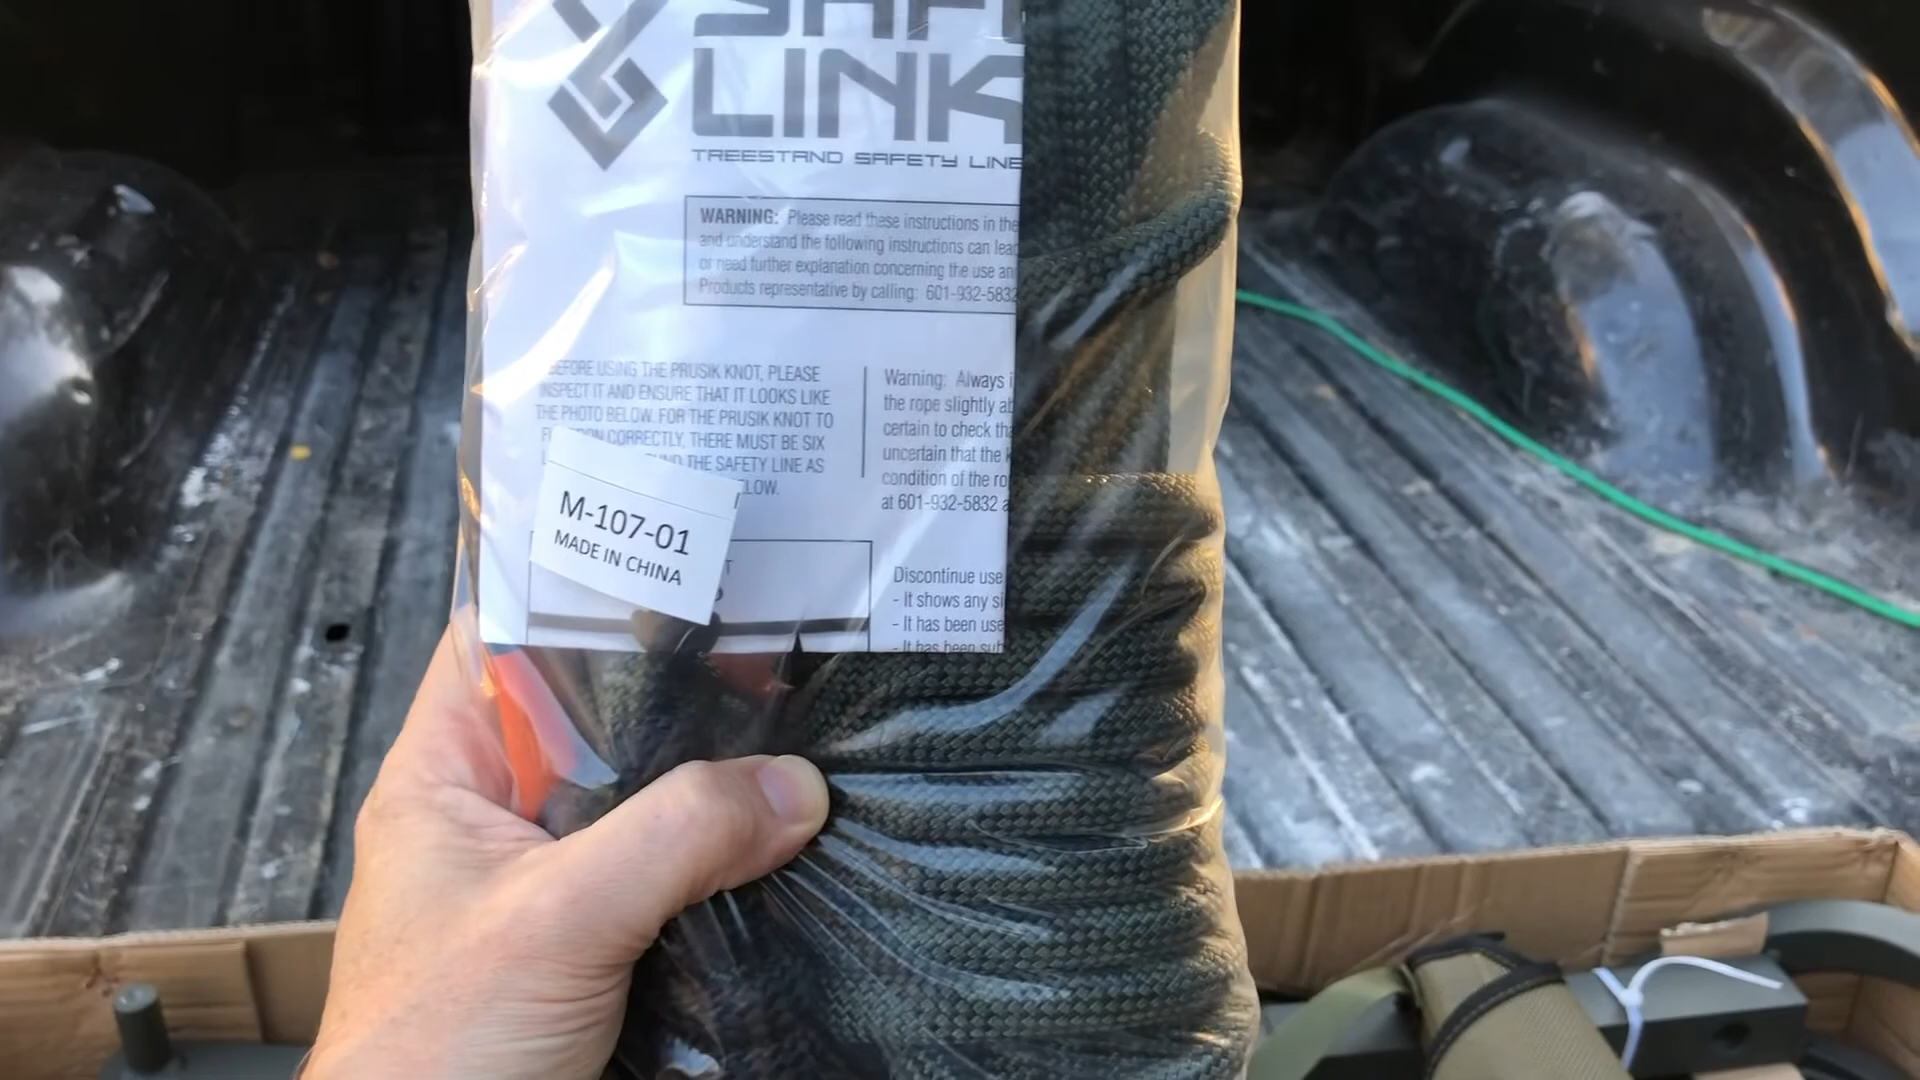 SAFE
LINK
TREESTAND SAFETY LINE
WARNING: Please read these instructions in the
and understand the following instructions can lead
or need further explanation concerning the use an
Products representative by calling: 601-932-5832
BEFORE USING THE PRUSIK KNOT, PLEASE
INSPECT IT AND ENSURE THAT IT LOOKS LIKE
THE PHOTO BELOW. FOR THE PRUSIK KNOT TO
CORRECTLY, THERE MUST BE SIX
THE SAFETY LINE AS
Warning: Always
the rope slightly
certain to check
uncertain that the
condition of the
at 601-932-5832
M-107-01
MADE IN CHINA
Discontinue use
- It shows any
- It has been
- It has been